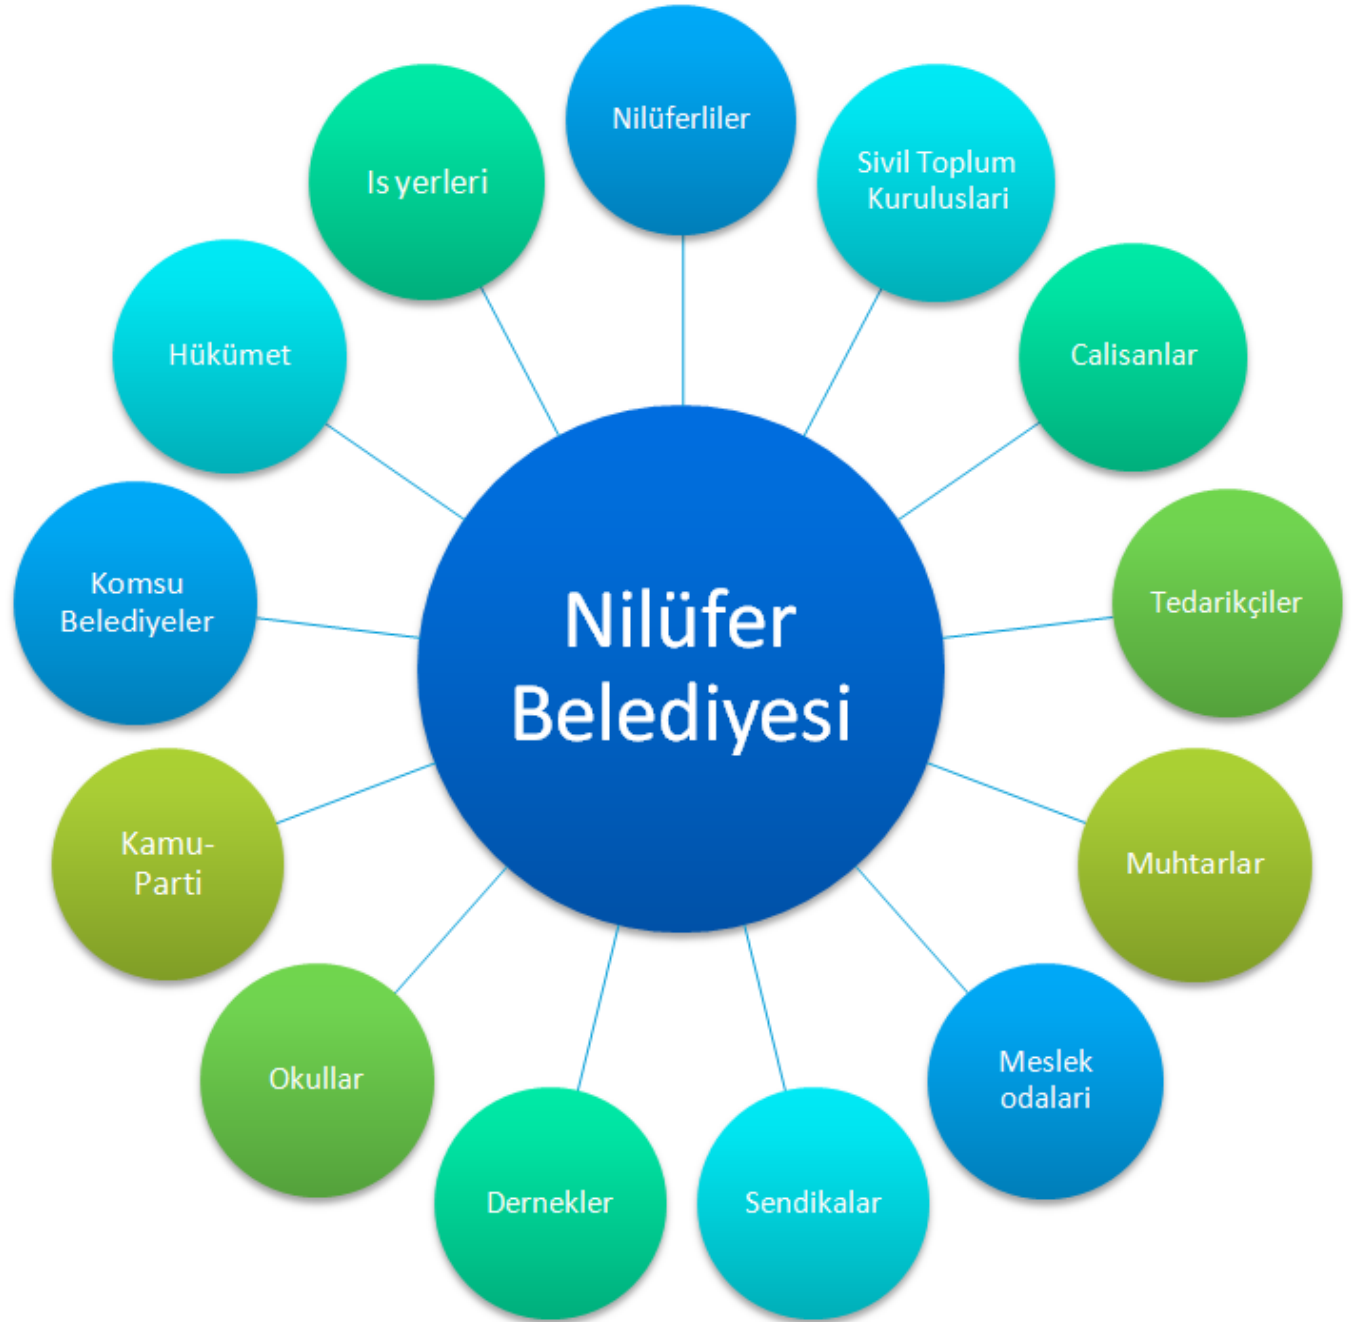 Nilüferliler
Sivil Toplum
Kuruluslari
Calisanlar
Tedarikçiler
Muhtarlar
Meslek
odalari
Sendikalar
Dernekler
Okullar
Kamu-
Parti
Komsu
Belediyeler
Hükümet
Is yerleri
Nilüfer
Belediyesi